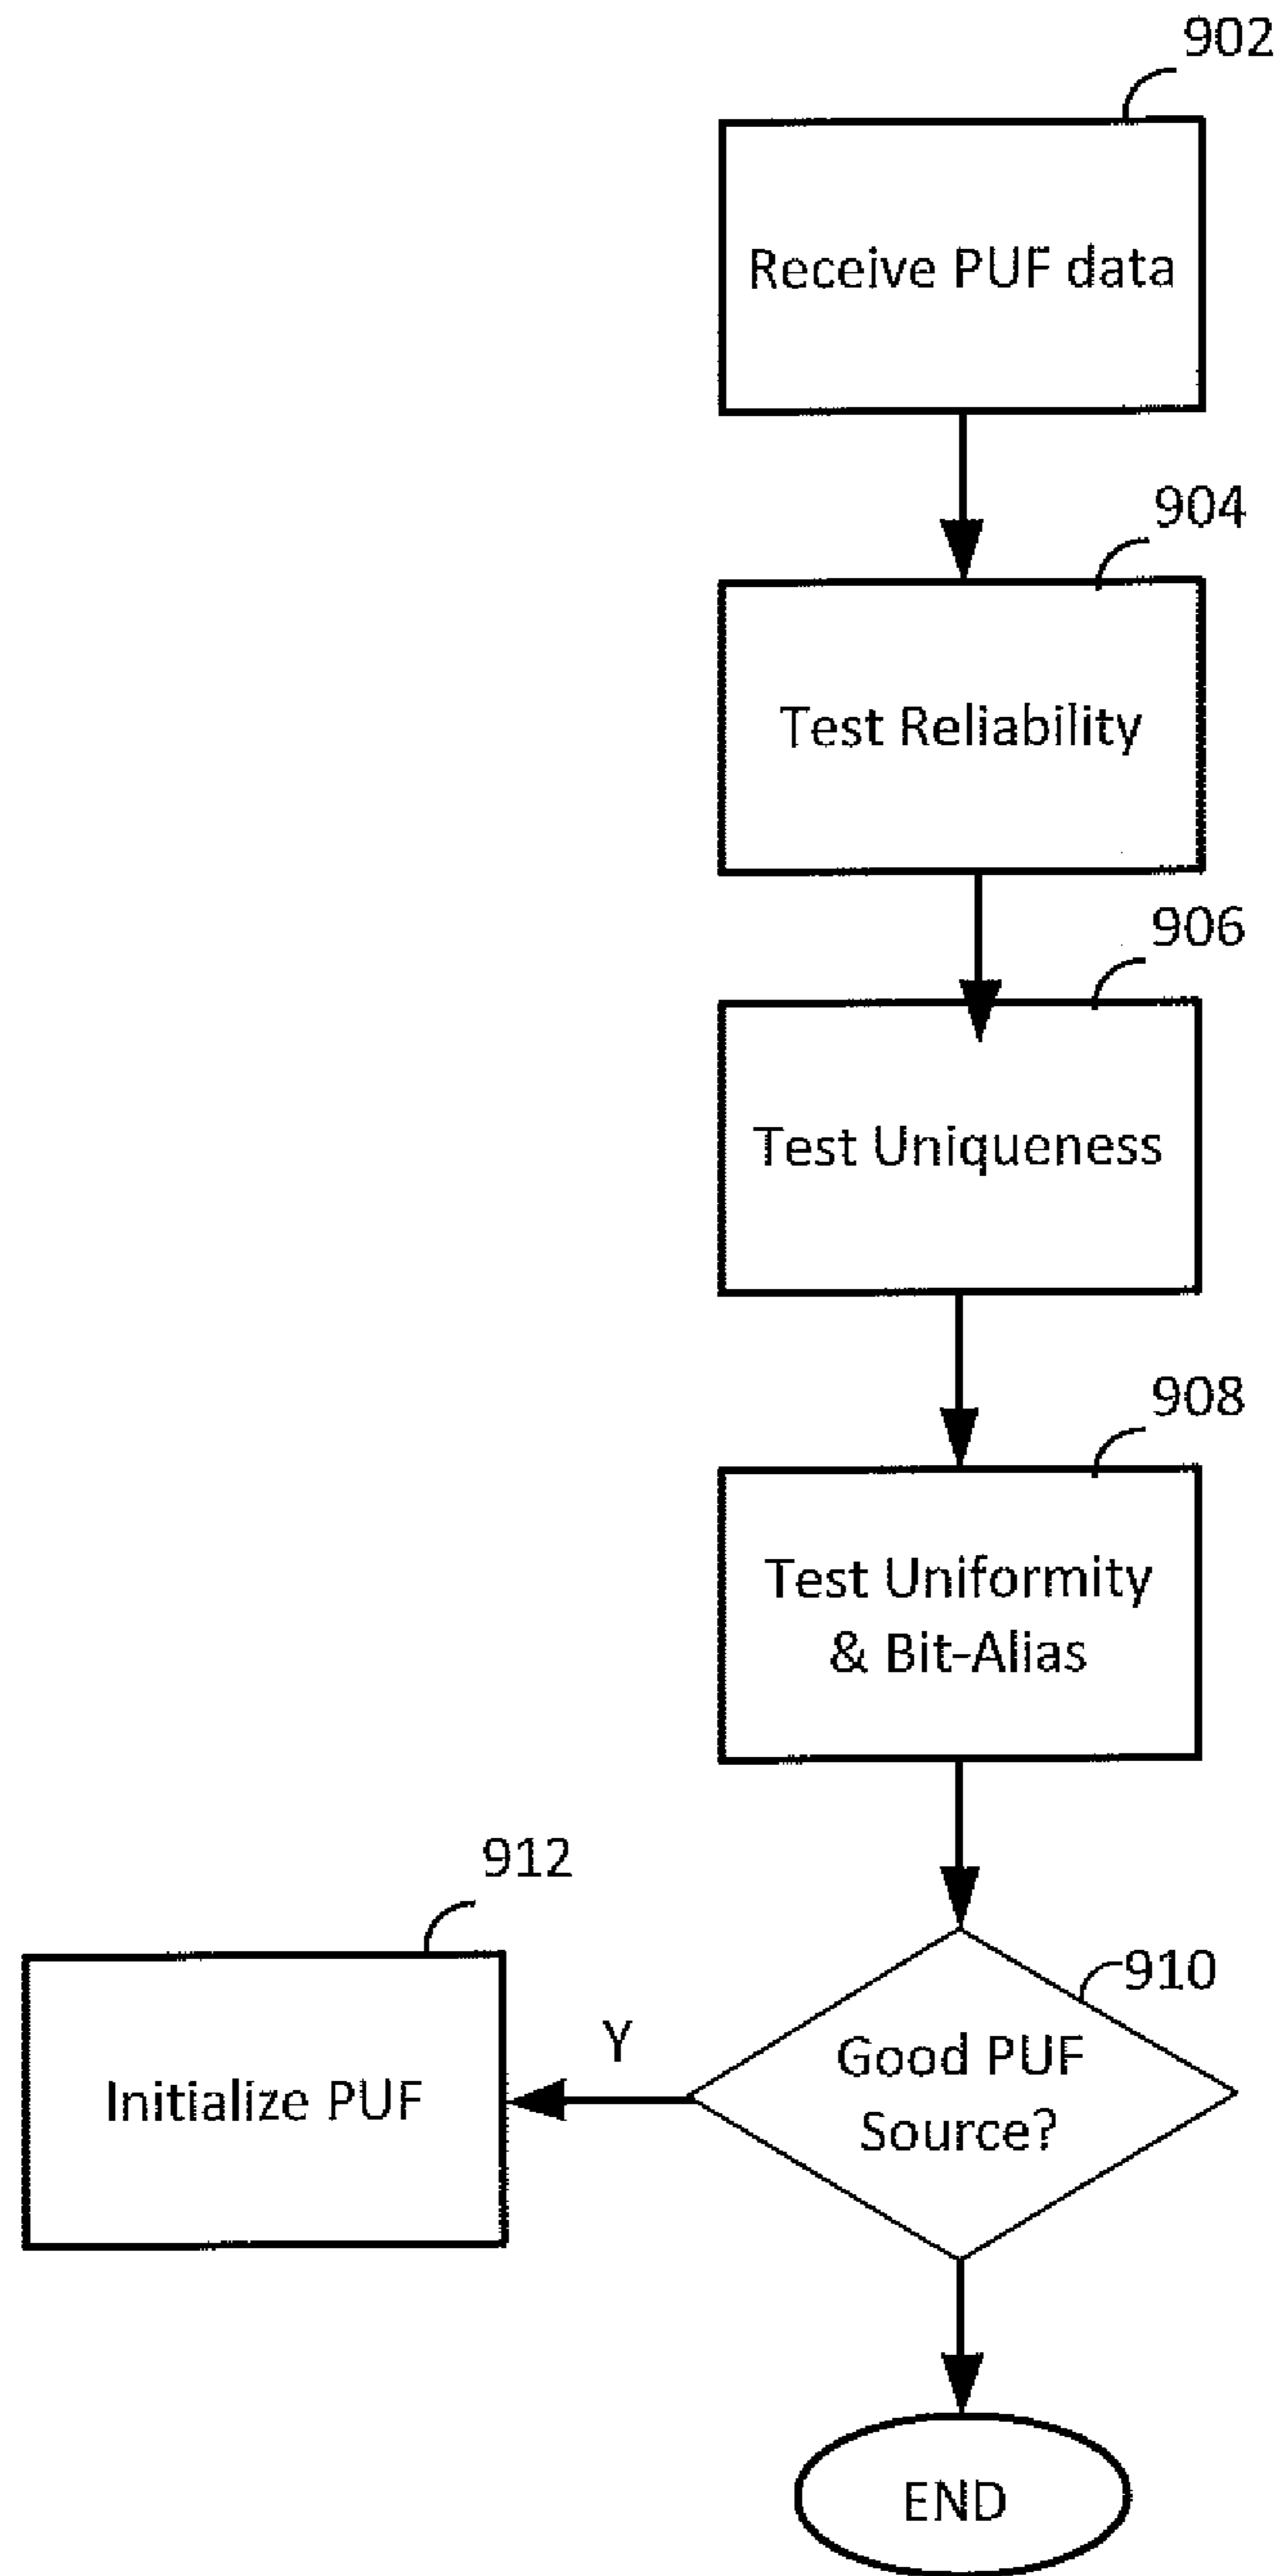 902
Receive PUF data
904
Test Reliability
906
Test Uniqueness
908
Test Uniformity
& Bit-Alias
912
Initialize PUF
Y
910
Good PUF
Source?
END